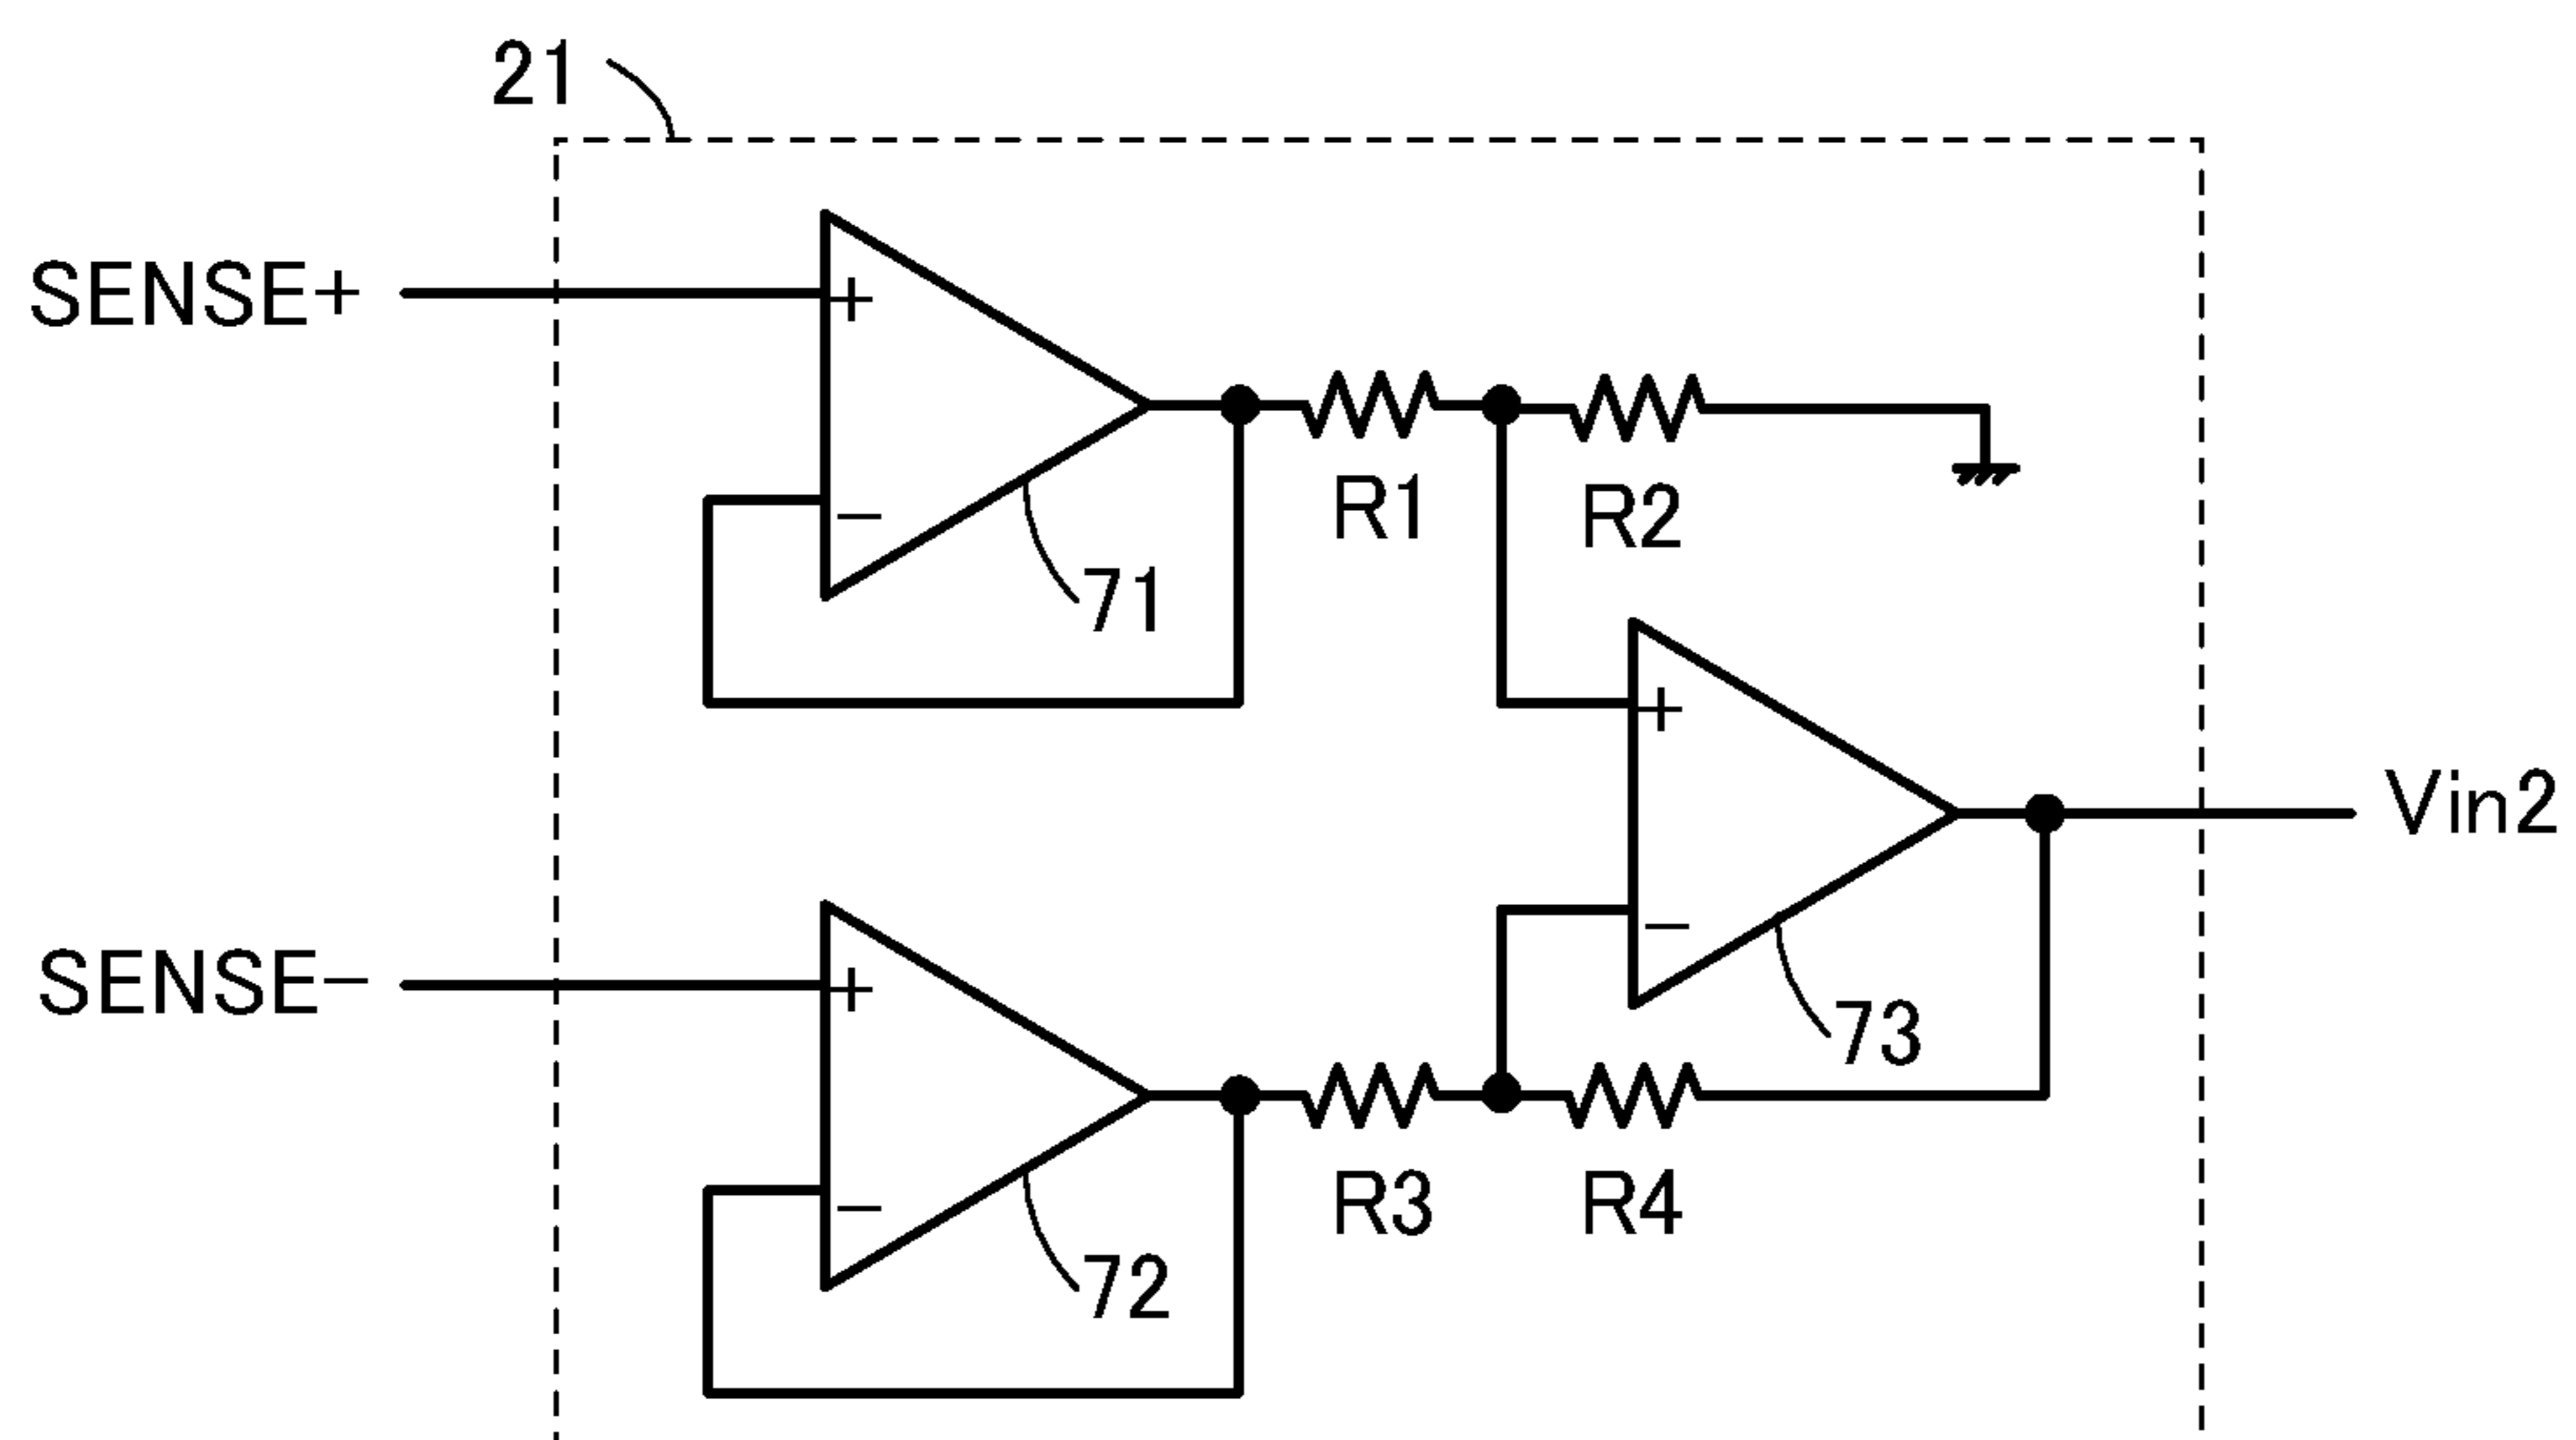 21
SENSE+
+
−
R1
R2
71
+
−
Vin2
SENSE−
+
−
73
R3
R4
72